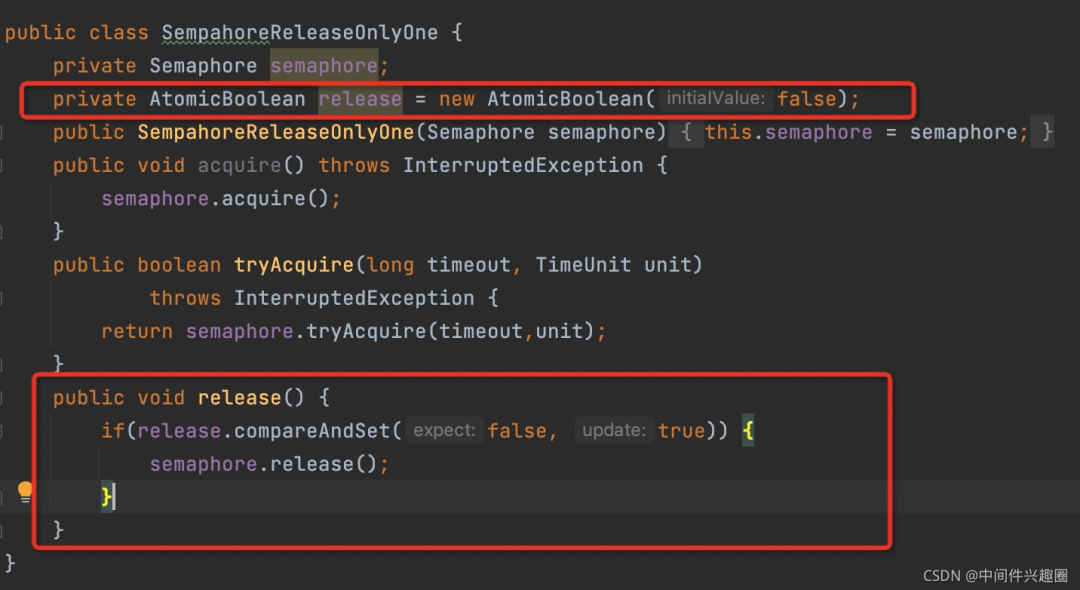 public class SempahoreReleaseOnlyOne {
private Semaphore semaphore;
private AtomicBoolean release = new AtomicBoolean( initialValue: false);
public SempahoreReleaseOnlyOne(Semaphore semaphore) { this.semaphore = semaphore; }
public void acquire() throws InterruptedException {
semaphore.acquire();
}
public boolean tryAcquire(long timeout, TimeUnit unit)
throws InterruptedException {
return semaphore.tryAcquire(timeout,unit);
}
public void release() {
if(release.compareAndSet( expect: false, update: true)) {
semaphore.release();
}
}
}
CSDN @中间件兴趣圈